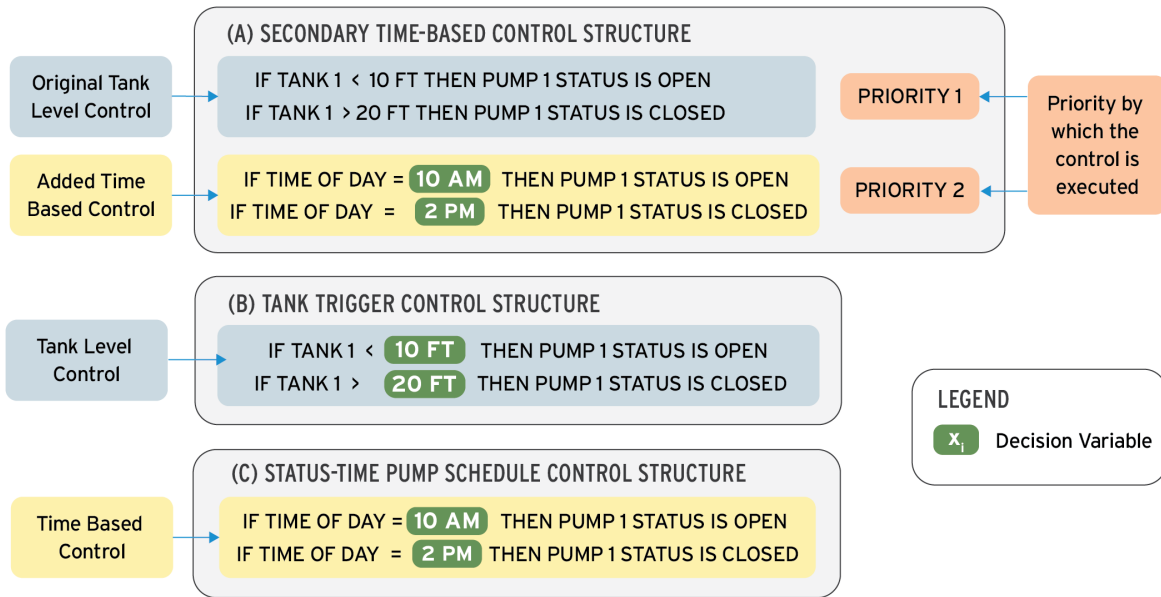 (A) SECONDARY TIME-BASED CONTROL STRUCTURE
Original Tank
Level Control
IF TANK 1 < 10 FT THEN PUMP 1 STATUS IS OPEN
IF TANK 1 > 20 FT THEN PUMP 1 STATUS IS CLOSED
PRIORITY 1
Priority by
which the
control is
executed
Added Time
Based Control
IF TIME OF DAY = 10 AM THEN PUMP 1 STATUS IS OPEN
IF TIME OF DAY = 2 PM THEN PUMP 1 STATUS IS CLOSED
PRIORITY 2
(B) TANK TRIGGER CONTROL STRUCTURE
Tank Level
Control
IF TANK 1 < 10 FT THEN PUMP 1 STATUS IS OPEN
IF TANK 1 > 20 FT THEN PUMP 1 STATUS IS CLOSED
LEGEND
Xi Decision Variable
(C) STATUS-TIME PUMP SCHEDULE CONTROL STRUCTURE
Time Based
Control
IF TIME OF DAY = 10 AM THEN PUMP 1 STATUS IS OPEN
IF TIME OF DAY = 2 PM THEN PUMP 1 STATUS IS CLOSED